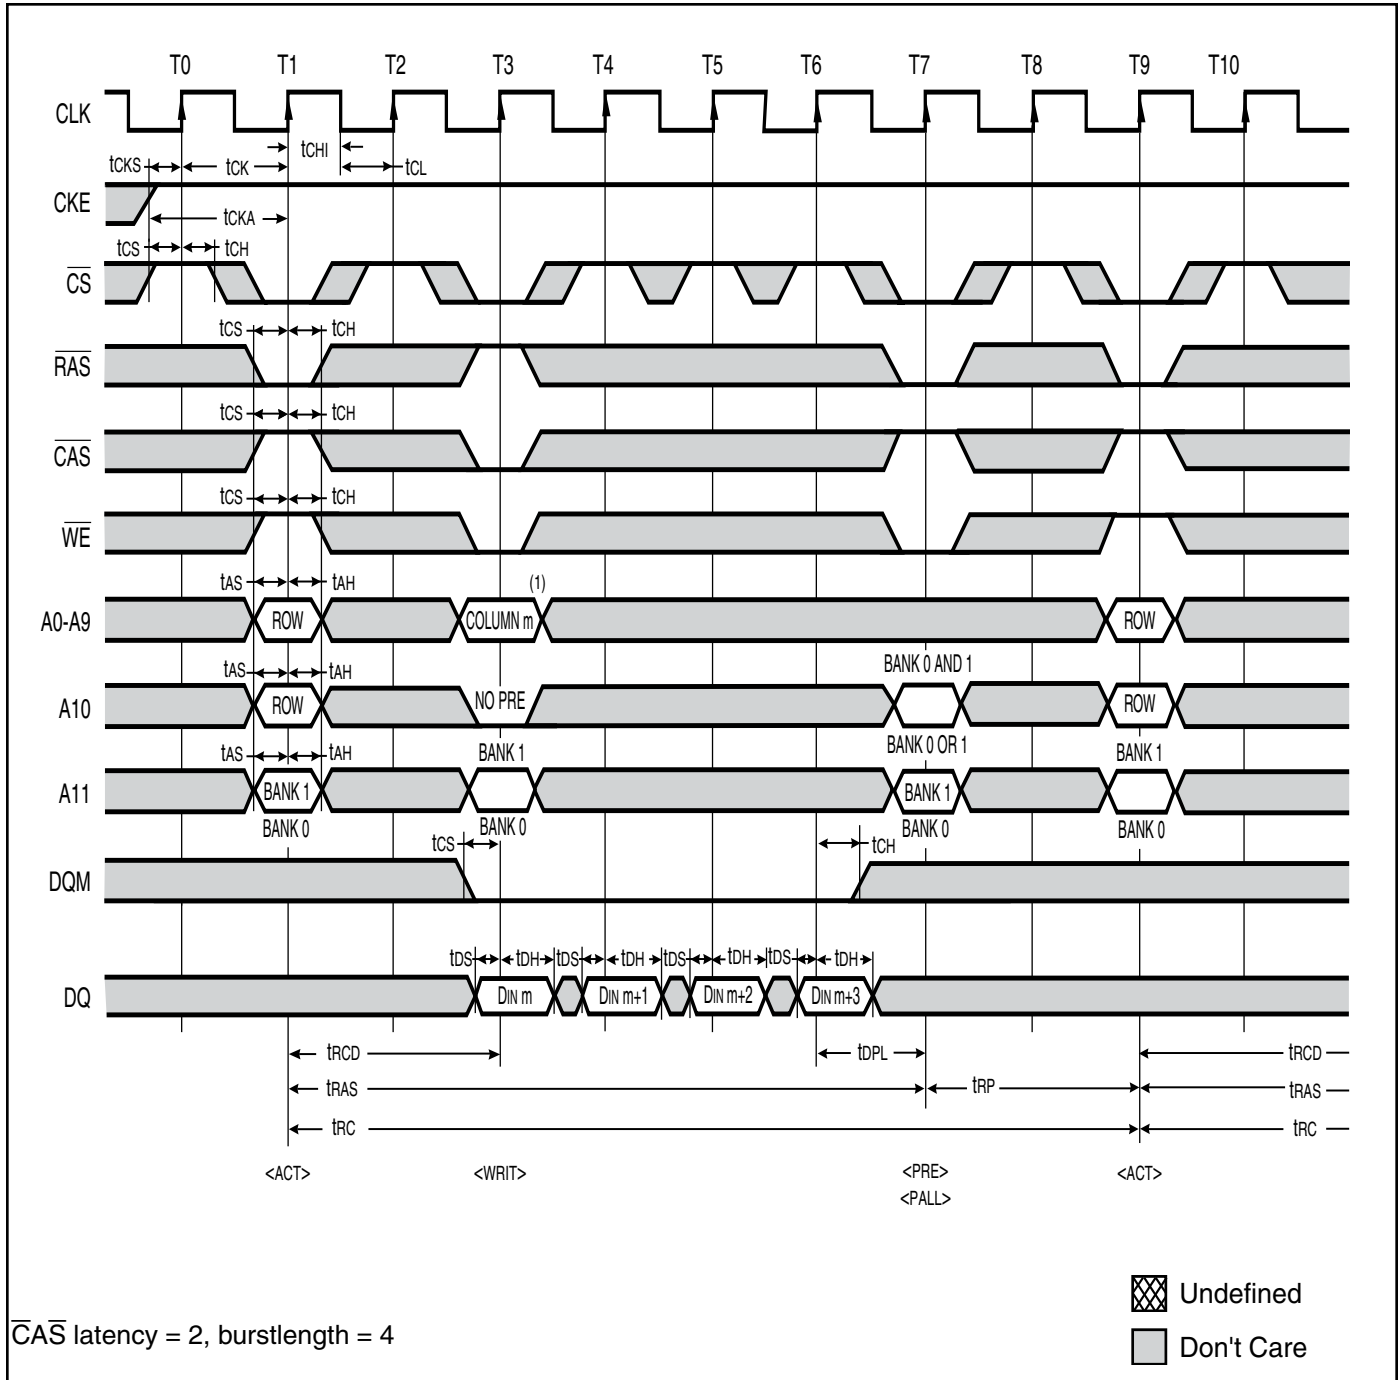 T0 T1 T2 T3 T4 T5 T6 T7 T8 T9 T10
CLK
tCHI
tCKS tCK tCL
CKE
tCKA
tCS tCH
CS
tCS tCH
RAS
tCS tCH
CAS
tCS tCH
WE
tAS tAH (1)
A0-A9 ROW COLUMN m ROW
BANK 0 AND 1
tAS tAH
A10 ROW NO PRE ROW
BANK 0 OR 1
tAS tAH BANK 1 BANK 1
A11 BANK 1 BANK 1
BANK 0 BANK 0 BANK 0 BANK 0
tCS tCH
DQM
tDS tDH tDS tDH tDS tDH tDS tDH
DQ DIN m DIN m+1 DIN m+2 DIN m+3
tRCD tDPL tRCD
tRAS tRP tRAS
tRC tRC
<ACT> <WRIT> <PRE> <ACT>
<PALL>
Undefined
CAS latency = 2, burstlength = 4
Don't Care